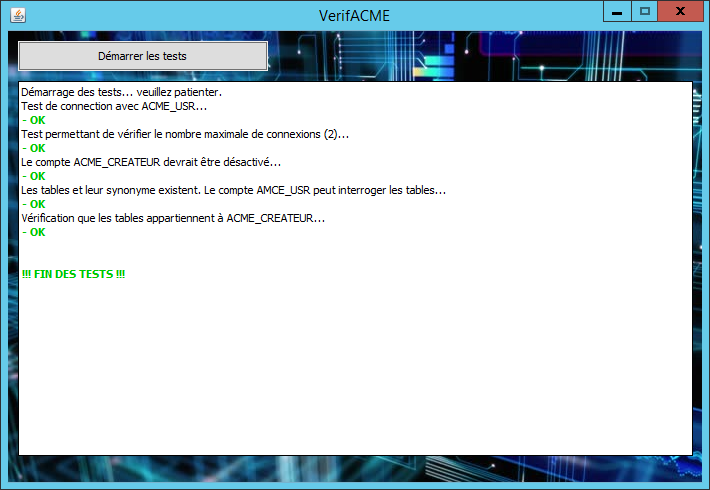 VerifACME
Démarrer les tests
Démarrage des tests... veuillez patienter.
Test de connection avec ACME_USR...
- OK
Test permettant de vérifier le nombre maximale de connexions (2)...
- OK
Le compte ACME_CREATEUR devrait être désactivé...
- OK
Les tables et leur synonyme existent. Le compte AMCE_USR peut interroger les tables...
- OK
Vérification que les tables appartiennent à ACME_CREATEUR...
- OK
!!! FIN DES TESTS !!!